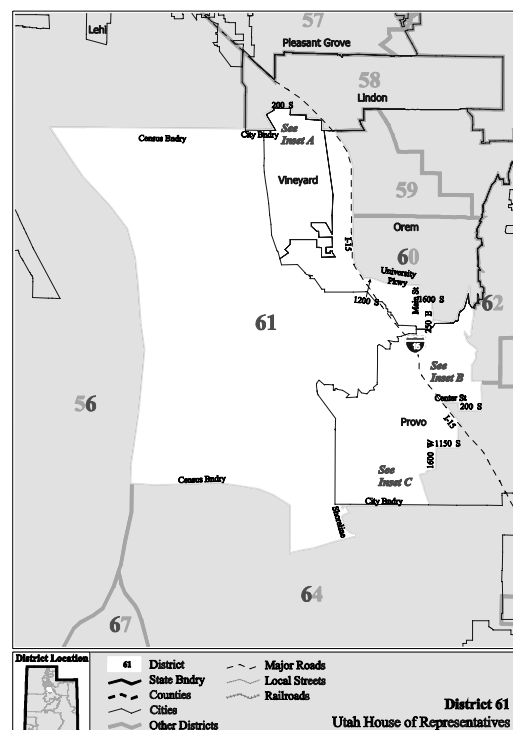 57
Lehi
Pleasant Grove
58
Lindon
200 S
See
Inset A
City Bndry
Census Bndry
Vineyard
59
Orem
I-15
60
University
Pkwy
Main St
1600 S
1200 S
62
250 E
61
15
See
Inset B
56
Center St
200 S
I-15
Provo
1150 S
1600 W
See
Inset C
Census Bndry
City Bndry
Shoreline
64
67
District Location
61 District
State Bndry
Counties
Cities
Other Districts
Major Roads
Local Streets
Railroads
District 61
Utah House of Representatives